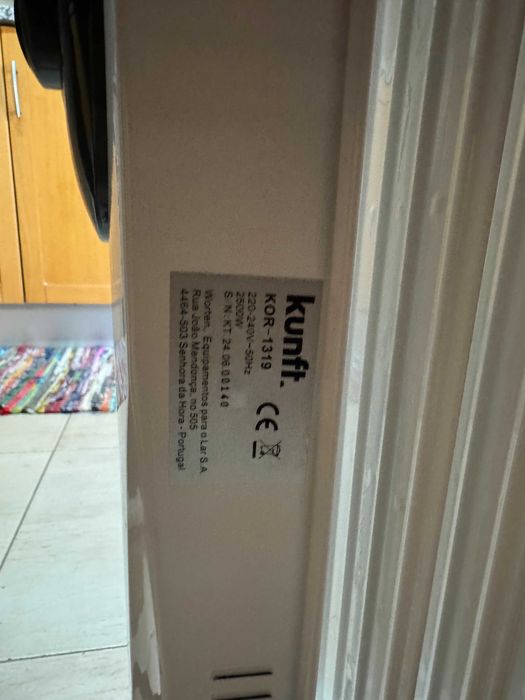 kunft.
KOR-1319
220-240V~50Hz
2500W
S/N: KT 24 06 00140
Worten, Equipamentos para o Lar S.A.
Rua João Mendonça, no 505
4464-503 Senhora da Hora - Portugal
CE